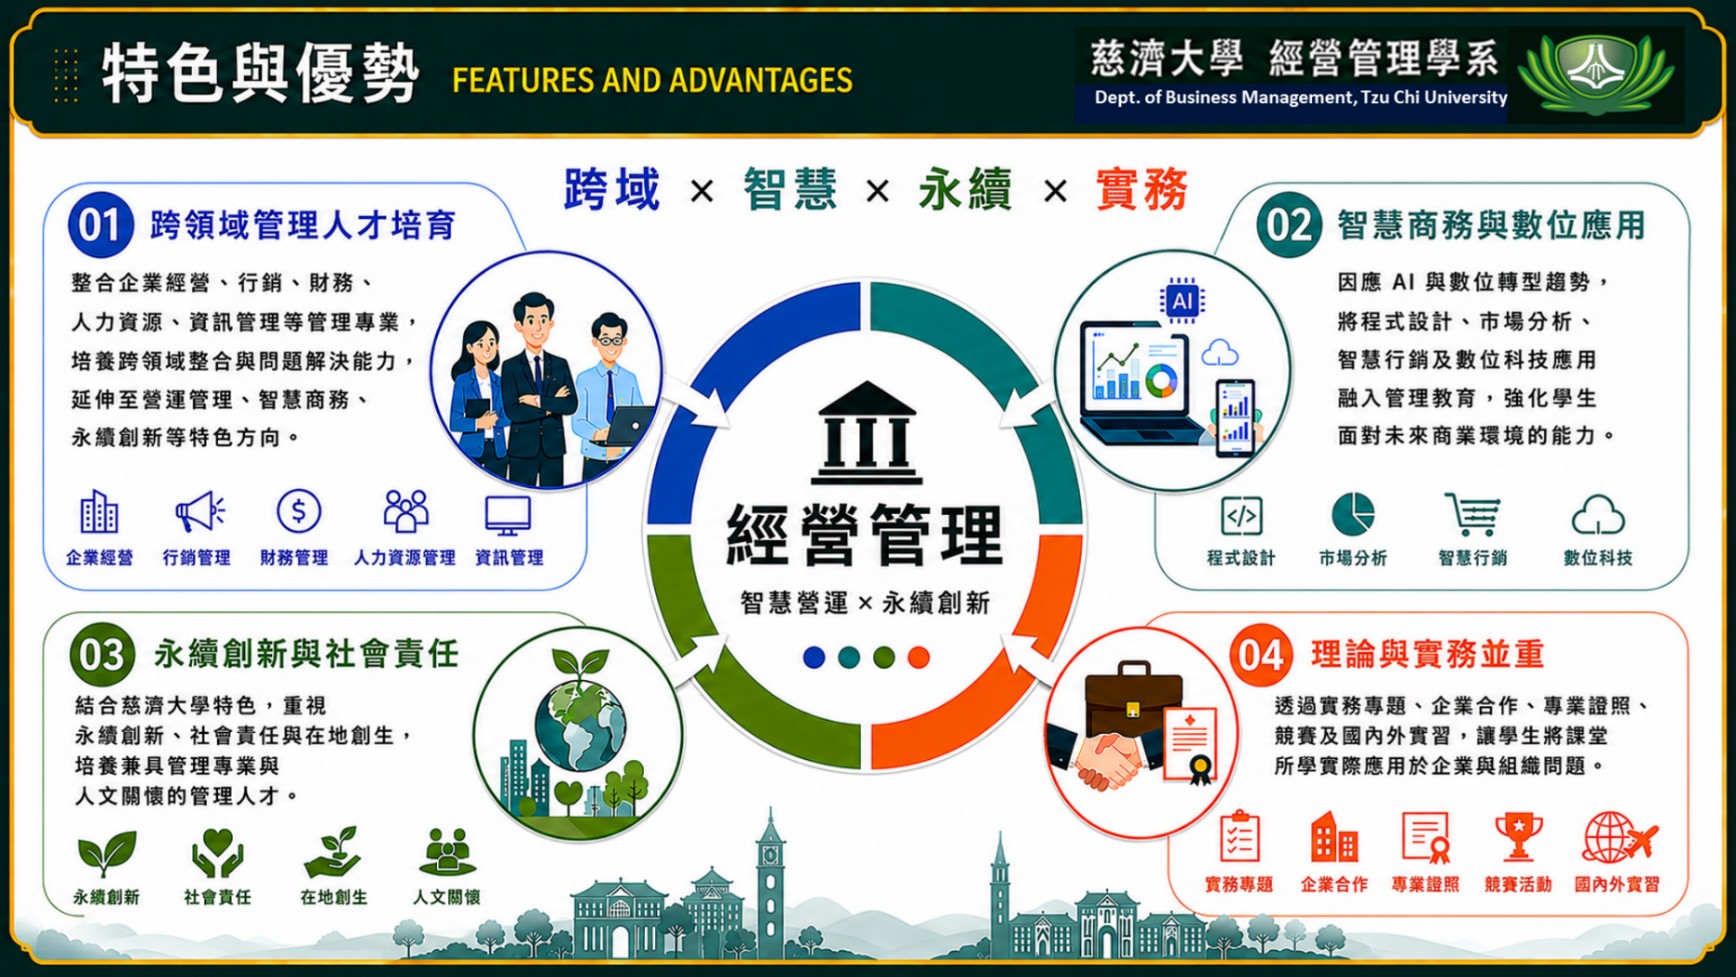 特色與優勢 FEATURES AND ADVANTAGES
慈濟大學 經營管理學系
Dept. of Business Management, Tzu Chi University
跨域 × 智慧 × 永續 × 實務
01 跨領域管理人才培育
整合企業經營、行銷、財務、
人力資源、資訊管理等管理專業，
培養跨領域整合與問題解決能力，
延伸至營運管理、智慧商務、
永續創新等特色方向。
企業經營 行銷管理 財務管理 人力資源管理 資訊管理
02 智慧商務與數位應用
因應 AI 與數位轉型趨勢，
將程式設計、市場分析、
智慧行銷及數位科技應用
融入管理教育，強化學生
面對未來商業環境的能力。
AI
程式設計 市場分析 智慧行銷 數位科技
經營管理
智慧營運 × 永續創新
03 永續創新與社會責任
結合慈濟大學特色，重視
永續創新、社會責任與在地創生，
培養兼具管理專業與
人文關懷的管理人才。
永續創新 社會責任 在地創生 人文關懷
04 理論與實務並重
透過實務專題、企業合作、專業證照、
競賽及國內外實習，讓學生將課堂
所學實際應用於企業與組織問題。
實務專題 企業合作 專業證照 競賽活動 國內外實習